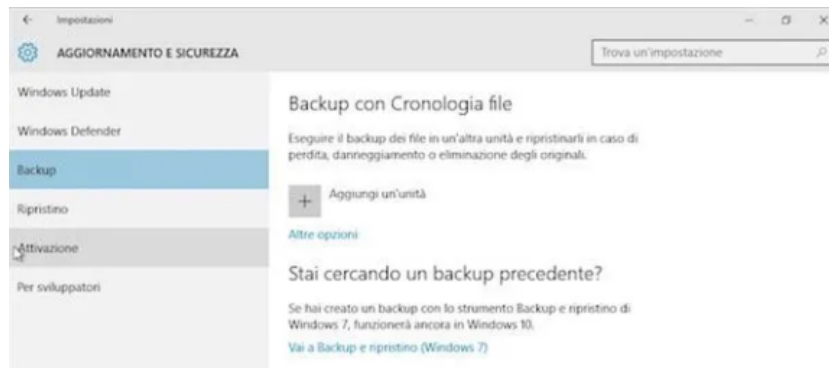 Impostazioni
AGGIORNAMENTO E SICUREZZA
Trova un'impostazione
Windows Update
Windows Defender
Backup
Ripristino
Attivazione
Per sviluppatori
Backup con Cronologia file
Eseguire il backup dei file in un'altra unità e ripristinarli in caso di
perdita, danneggiamento o eliminazione degli originali.
Aggiungi un'unità
Altre opzioni
Stai cercando un backup precedente?
Se hai creato un backup con lo strumento Backup e ripristino di
Windows 7, funzionerà ancora in Windows 10.
Vai a Backup e ripristino (Windows 7)